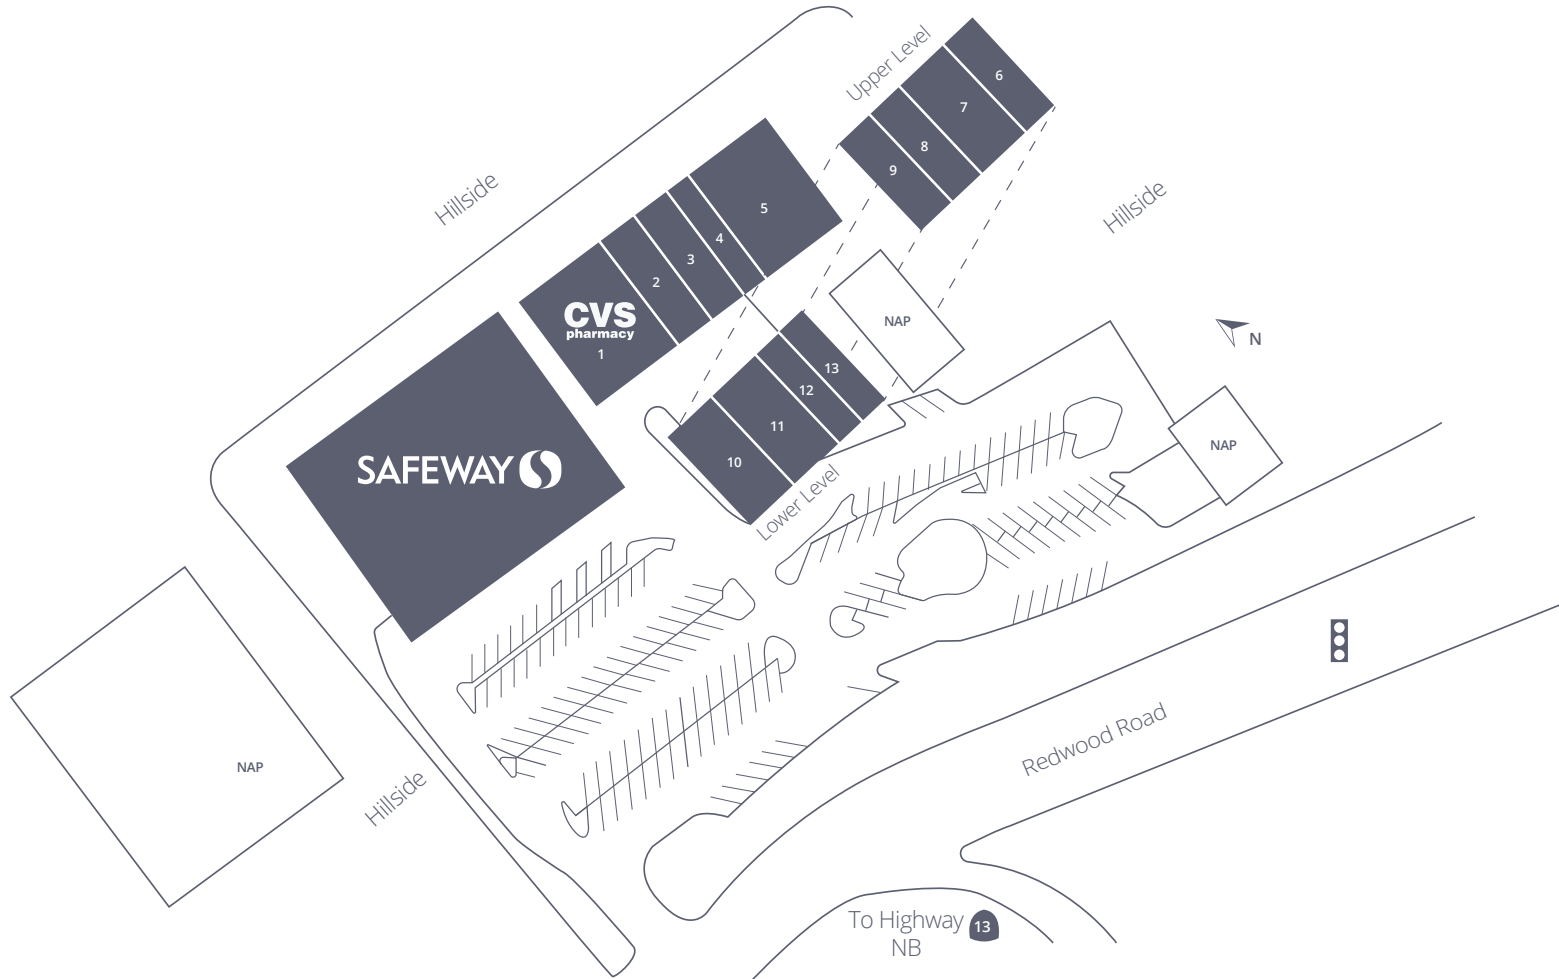 Upper Level
6
7
8
9
Hillside
5
4
3
2
CVS
pharmacy
1
Hillside
NAP
N
13
12
11
10
NAP
SAFEWAY
Lower Level
Redwood Road
NAP
Hillside
To Highway
NB
13